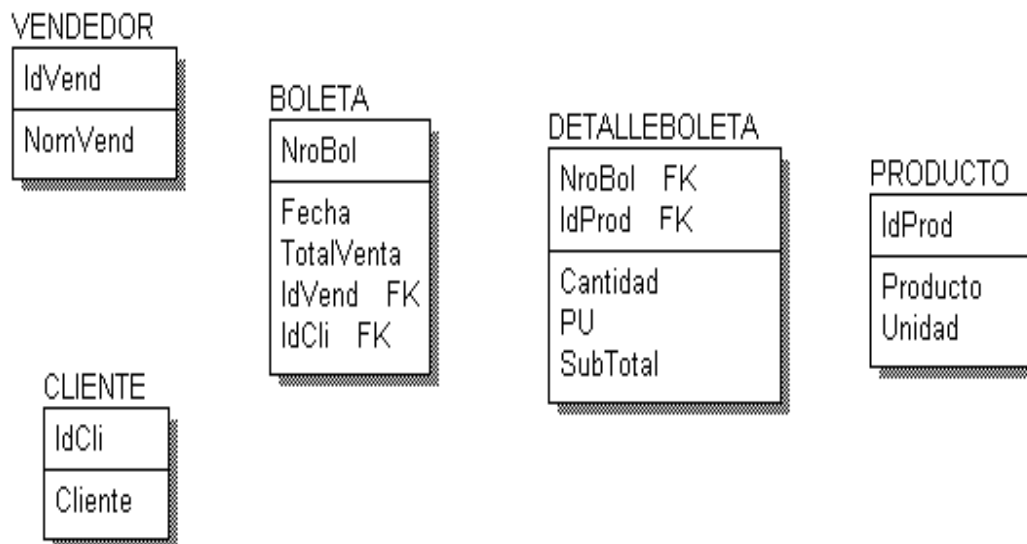 VENDEDOR
IdVend
NomVend
BOLETA
NroBol
Fecha
TotalVenta
IdVend FK
IdCli FK
DETALLEBOLETA
NroBol FK
IdProd FK
Cantidad
PU
SubTotal
PRODUCTO
IdProd
Producto
Unidad
CLIENTE
IdCli
Cliente